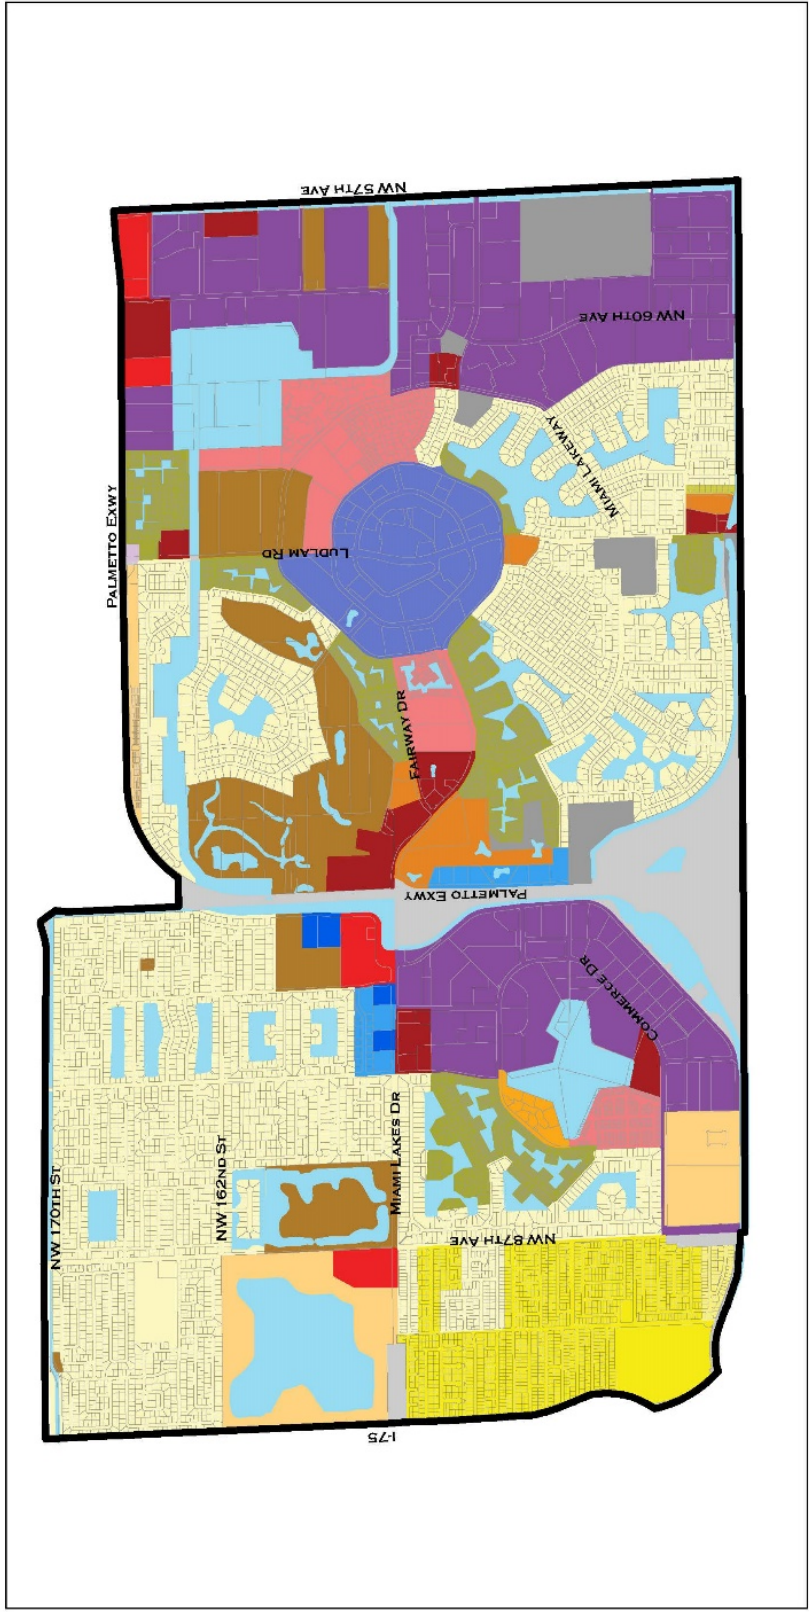 NW 57TH AVE
NW 60TH AVE
MIAMI LAKEWAY
PALMETTO EXWY
LUDLAM RD
FAIRWAY DR
PALMETTO EXWY
COMMERCE DR
MIAMI LAKES DR
NW 162ND ST
NW 170TH ST
NW 87TH AVE
I-75